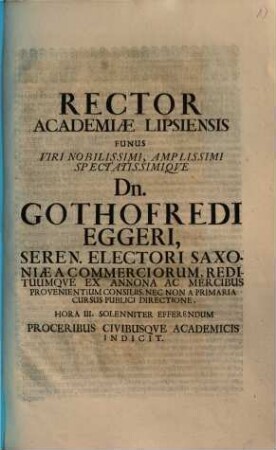 RECTOR
ACADEMIÆ LIPSIENSIS
FUNUS
VIRI NOBILISSIMI, AMPLISSIMI
SPECTATISSIMIQVE
Dn.
GOTHOFREDI
EGGERI,
SEREN. ELECTORI SAXO-
NIÆ A COMMERCIORUM, REDI-
TUUMQVE EX ANNONA AC MERCIBUS
PROVENIENTIUM CONSILIIS, NEC NON A PRIMARIA
CURSUS PUBLICI DIRECTIONE,
HORA III. SOLENNITER EFFERENDUM
PROCERIBUS CIVIBUSQVE ACADEMICIS
INDICIT.